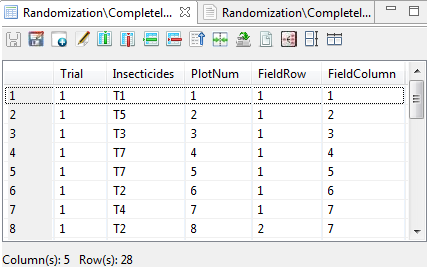 Randomization\Completel... Randomization\Completel...
Trial Insecticides PlotNum FieldRow FieldColumn
1 1 T1 1 1 1
2 1 T5 2 1 2
3 1 T3 3 1 3
4 1 T7 4 1 4
5 1 T7 5 1 5
6 1 T2 6 1 6
7 1 T4 7 1 7
8 1 T2 8 2 7
Column(s): 5 Row(s): 28